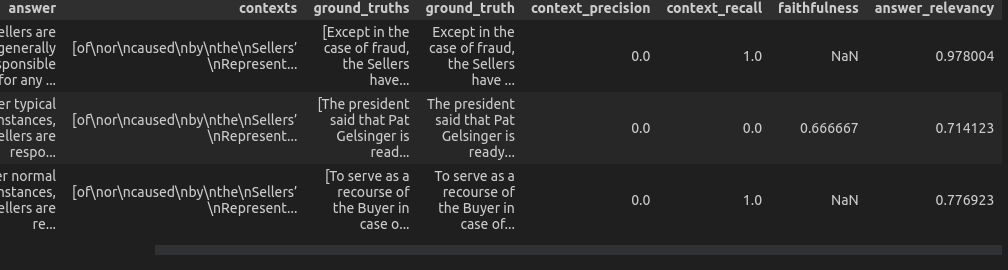 answer contexts ground_truths ground_truth context_precision context_recall faithfulness answer_relevancy
ellers are [Except in the Except in the
generally [of\nor\ncaused\nby\nthe\nSellers’ case of fraud, case of fraud, 0.0 1.0 NaN 0.978004
sponsible \nRepresent... the Sellers the Sellers
for any ... have... have ...
er typical [The president The president
nstances, [of\nor\ncaused\nby\nthe\nSellers’ said that Pat said that Pat 0.0 0.0 0.666667 0.714123
ellers are \nRepresent... Gelsinger is Gelsinger is
respo... read... ready...
er normal [To serve as a To serve as a
nstances, [of\nor\ncaused\nby\nthe\nSellers’ recourse of recourse of 0.0 1.0 NaN 0.776923
ellers are \nRepresent... the Buyer in the Buyer in
re... case o... case of...